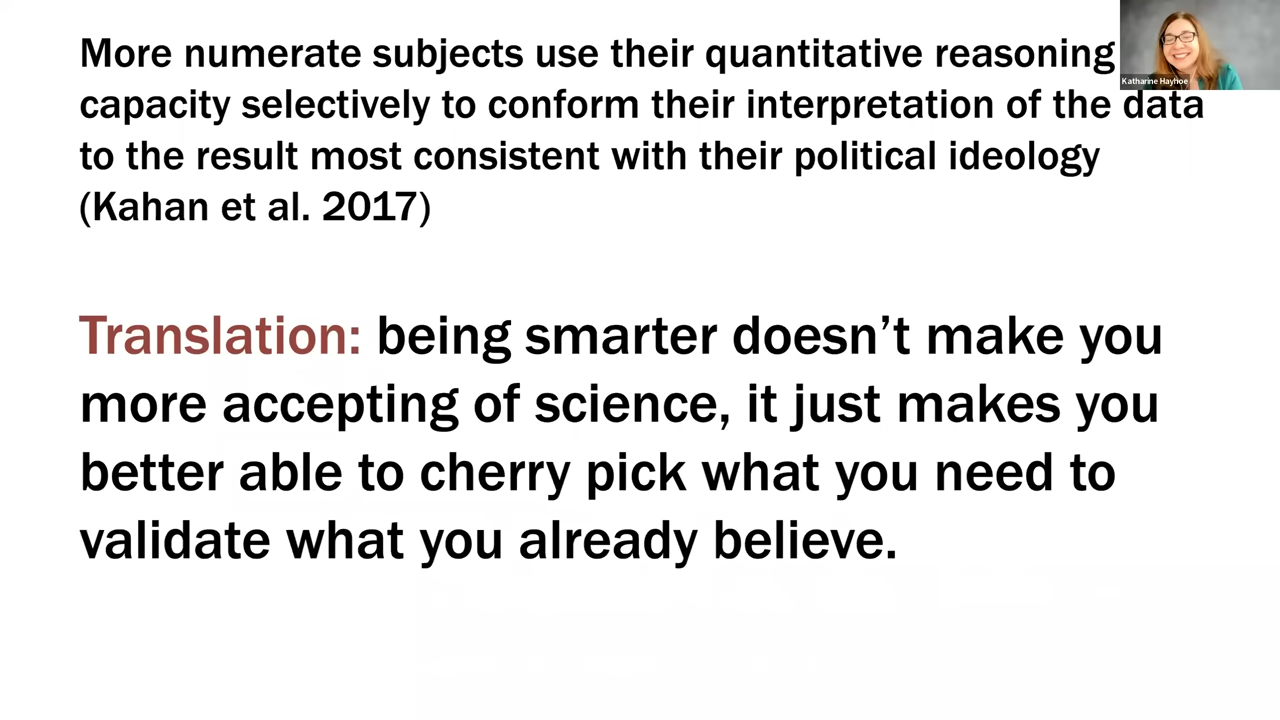 More numerate subjects use their quantitative reasoning
capacity selectively to conform their interpretation of the data
to the result most consistent with their political ideology
(Kahan et al. 2017)
Katharine Hayhoe
Translation: being smarter doesn’t make you
more accepting of science, it just makes you
better able to cherry pick what you need to
validate what you already believe.